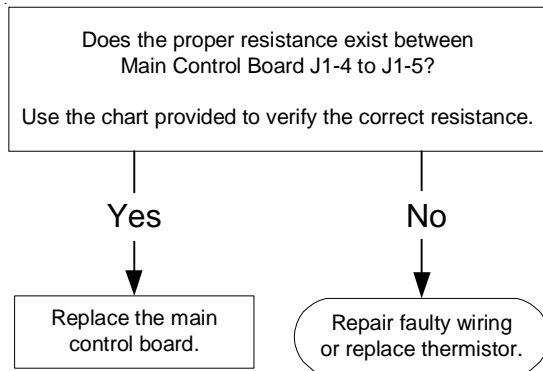 Does the proper resistance exist between
Main Control Board J1-4 to J1-5?
Use the chart provided to verify the correct resistance.
Yes
No
Replace the main
control board.
Repair faulty wiring
or replace thermistor.